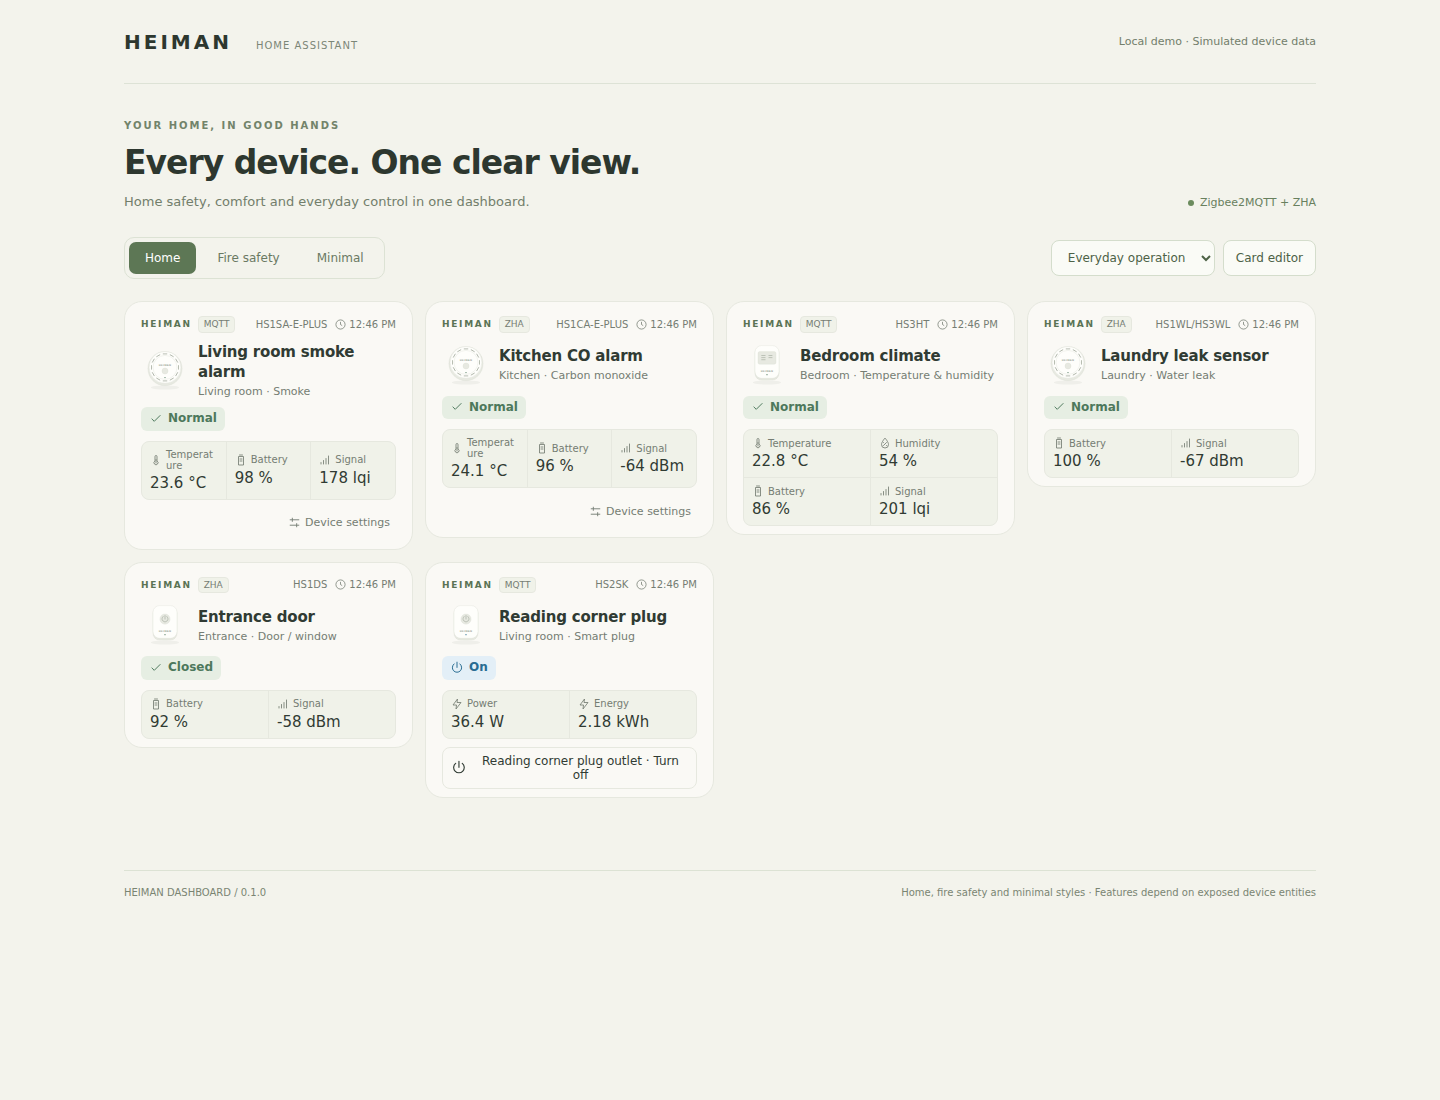 HEIMAN HOME ASSISTANT
Local demo · Simulated device data
YOUR HOME, IN GOOD HANDS
Every device. One clear view.
Home safety, comfort and everyday control in one dashboard.
Zigbee2MQTT + ZHA
Home Fire safety Minimal
Everyday operation
Card editor
HEIMAN MQTT HS1SA-E-PLUS 12:46 PM
Living room smoke
alarm
Living room · Smoke
Normal
Temperat
ure
23.6 °C
Battery
98 %
Signal
178 lqi
Device settings
HEIMAN ZHA HS1CA-E-PLUS 12:46 PM
Kitchen CO alarm
Kitchen · Carbon monoxide
Normal
Temperat
ure
24.1 °C
Battery
96 %
Signal
-64 dBm
Device settings
HEIMAN MQTT HS3HT 12:46 PM
Bedroom climate
Bedroom · Temperature & humidity
Normal
Temperature
22.8 °C
Humidity
54 %
Battery
86 %
Signal
201 lqi
HEIMAN ZHA HS1WL/HS3WL 12:46 PM
Laundry leak sensor
Laundry · Water leak
Normal
Battery
100 %
Signal
-67 dBm
HEIMAN ZHA HS1DS 12:46 PM
Entrance door
Entrance · Door / window
Closed
Battery
92 %
Signal
-58 dBm
HEIMAN MQTT HS2SK 12:46 PM
Reading corner plug
Living room · Smart plug
On
Power
36.4 W
Energy
2.18 kWh
Reading corner plug outlet · Turn
off
HEIMAN DASHBOARD / 0.1.0
Home, fire safety and minimal styles · Features depend on exposed device entities